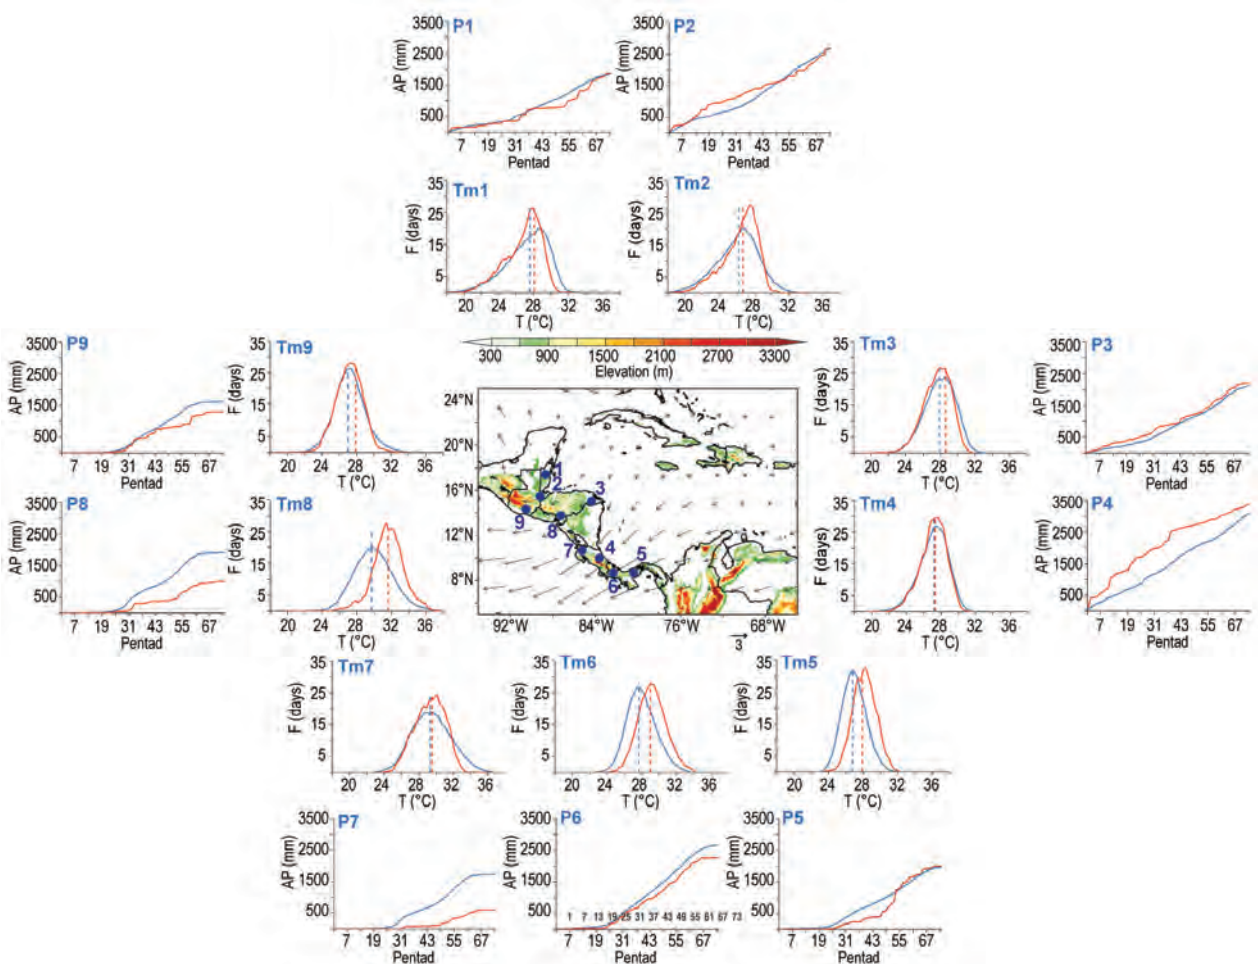 P1
3500
2500
1500
500
AP (mm)
7 19 31 43 55 67
Pentad
P2
3500
2500
1500
500
AP (mm)
7 19 31 43 55 67
Pentad
Tm1
35
25
15
5
F (days)
20 24 28 32 36
T (°C)
Tm2
35
25
15
5
F (days)
20 24 28 32 36
T (°C)
P9
3500
2500
1500
500
AP (mm)
7 19 31 43 55 67
Pentad
Tm9
35
25
15
5
F (days)
20 24 28 32 36
T (°C)
300 900 1500 2100 2700 3300
Elevation (m)
Tm3
35
25
15
5
F (days)
20 24 28 32 36
T (°C)
P3
3500
2500
1500
500
AP (mm)
7 19 31 43 55 67
Pentad
P8
3500
2500
1500
500
AP (mm)
7 19 31 43 55 67
Pentad
Tm8
35
25
15
5
F (days)
20 24 28 32 36
T (°C)
24°N
20°N
16°N
12°N
8°N
1
2
3
9
8
7
4
5
6
92°W 84°W 76°W 68°W
3
Tm4
35
25
15
5
F (days)
20 24 28 32 36
T (°C)
P4
3500
2500
1500
500
AP (mm)
7 19 31 43 55 67
Pentad
Tm7
35
25
15
5
F (days)
20 24 28 32 36
T (°C)
Tm6
35
25
15
5
F (days)
20 24 28 32 36
T (°C)
Tm5
35
25
15
5
F (days)
20 24 28 32 36
T (°C)
P7
3500
2500
1500
500
AP (mm)
7 19 31 43 55 67
Pentad
P6
3500
2500
1500
500
AP (mm)
1 7 13 19 25 31 37 43 49 55 61 67 73
7 19 31 43 55 67
Pentad
P5
3500
2500
1500
500
AP (mm)
7 19 31 43 55 67
Pentad